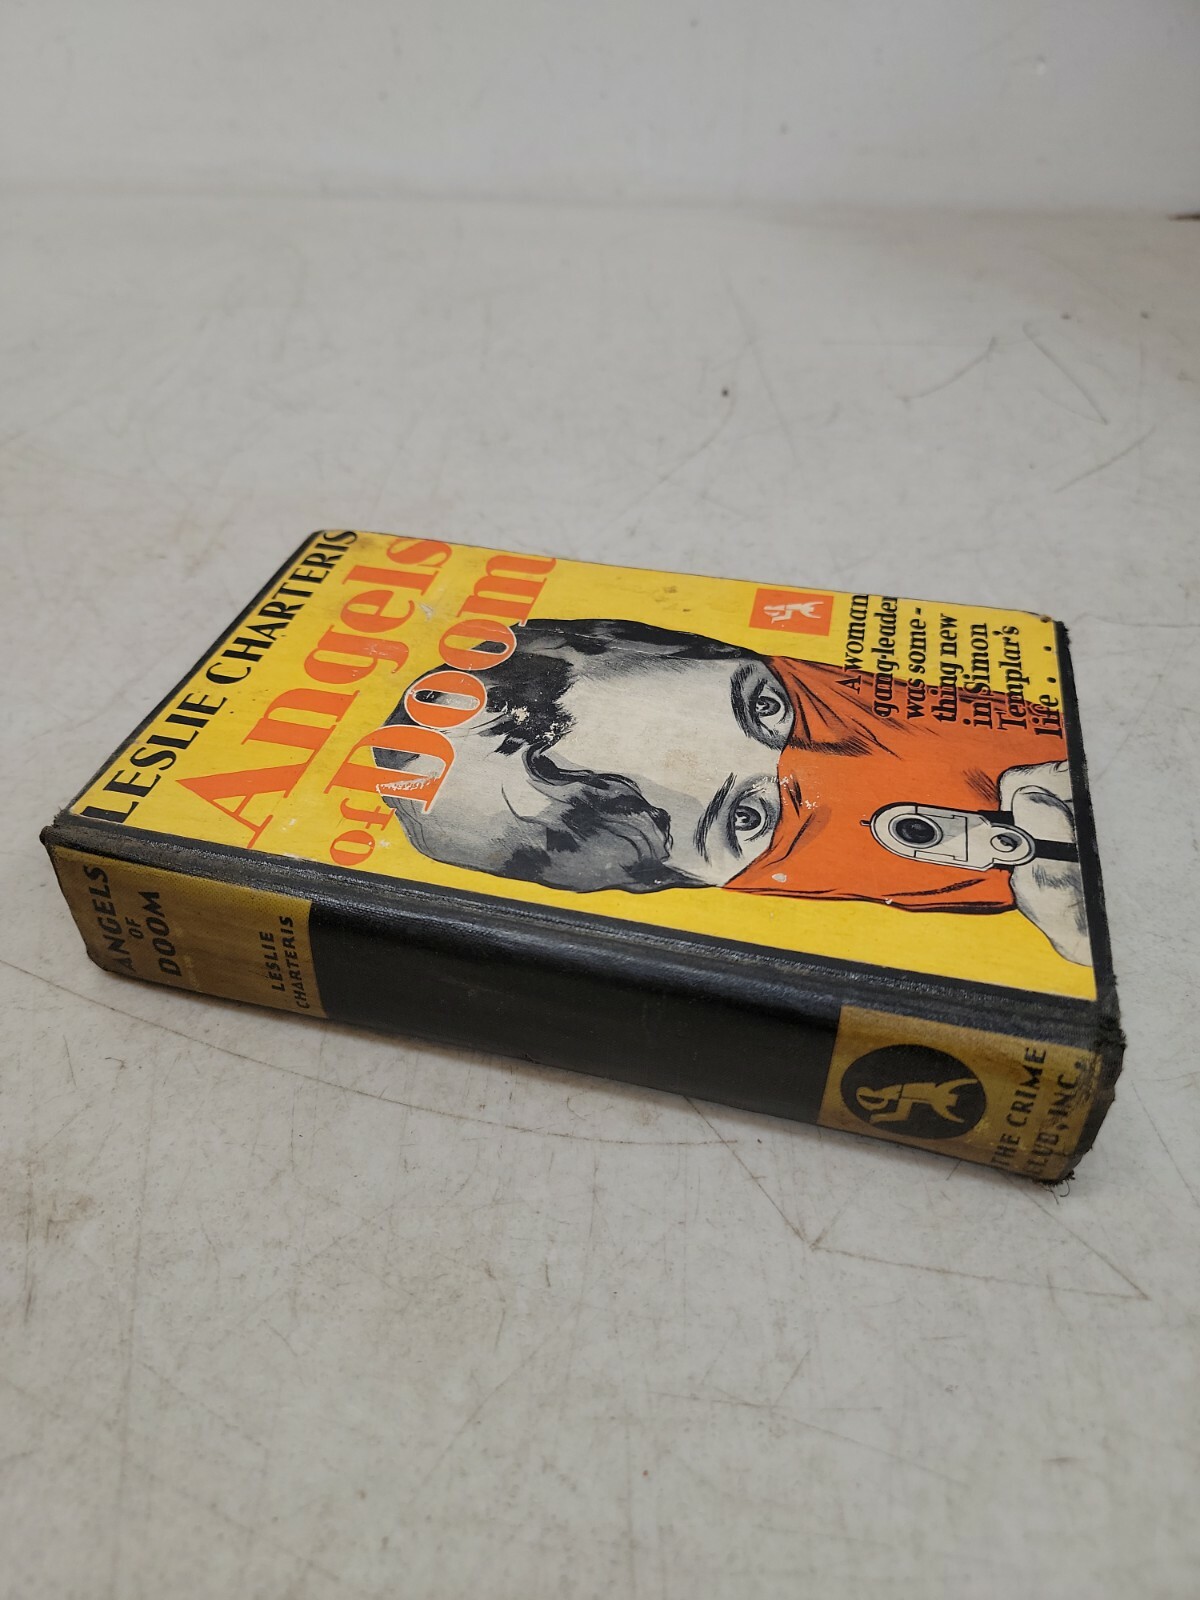 LESLIE CHARTERIS
Angels
of Doom
A woman
gang-leader
was some-
thing new
in Simon
Templar's
life . . .
ANGELS
OF
DOOM
LESLIE
CHARTERIS
THE CRIME
CLUB, INC.